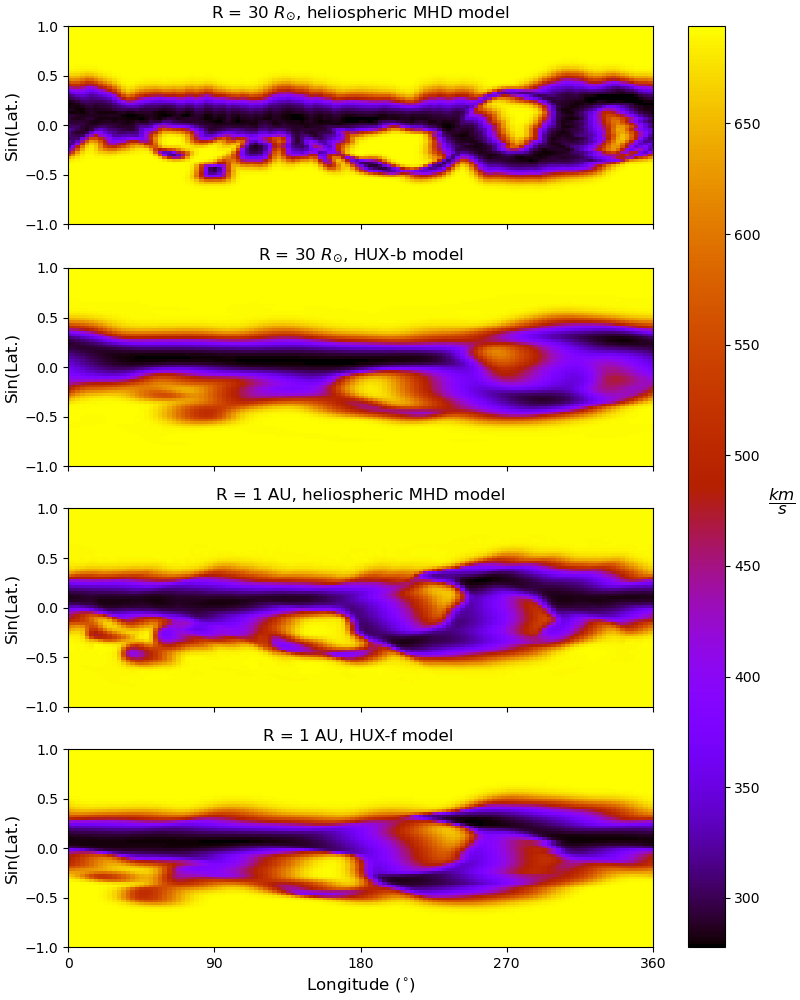 R = 30 R⊙, heliospheric MHD model
1.0
0.5
0.0
−0.5
−1.0
Sin(Lat.)
R = 30 R⊙, HUX-b model
1.0
0.5
0.0
−0.5
−1.0
Sin(Lat.)
R = 1 AU, heliospheric MHD model
1.0
0.5
0.0
−0.5
−1.0
Sin(Lat.)
R = 1 AU, HUX-f model
1.0
0.5
0.0
−0.5
−1.0
Sin(Lat.)
0 90 180 270 360
Longitude (°)
650
600
550
500
450
400
350
300
km
s